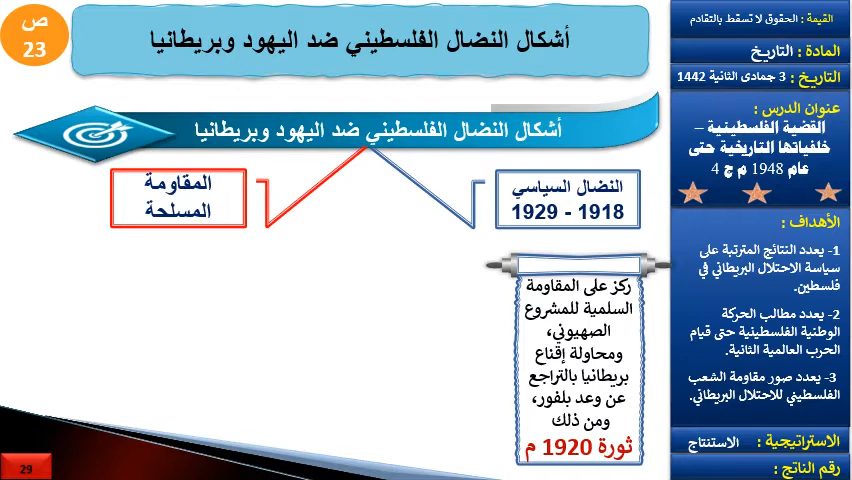 القيمة : الحقوق لا تسقط بالتقادم
المادة : التاريخ
التاريخ : 3 جمادى الثانية 1442
عنوان الدرس :
القضية الفلسطينية –
خلفياتها التاريخية حتى
عام 1948 م ج 4
الأهداف :
1- يعدد النتائج المترتبة على
سياسة الاحتلال البريطاني في
فلسطين.
2- يعدد مطالب الحركة
الوطنية الفلسطينية حتى قيام
الحرب العالمية الثانية.
3- يعدد صور مقاومة الشعب
الفلسطيني للاحتلال البريطاني.
الاستراتيجية : الاستنتاج
رقم الناتج :
أشكال النضال الفلسطيني ضد اليهود وبريطانيا
ص
23
أشكال النضال الفلسطيني ضد اليهود وبريطانيا
النضال السياسي
1918 - 1929
المقاومة
المسلحة
ركز على المقاومة
السلمية للمشروع
الصهيوني،
ومحاولة إقناع
بريطانيا بالتراجع
عن وعد بلفور،
ومن ذلك
ثورة 1920 م
29